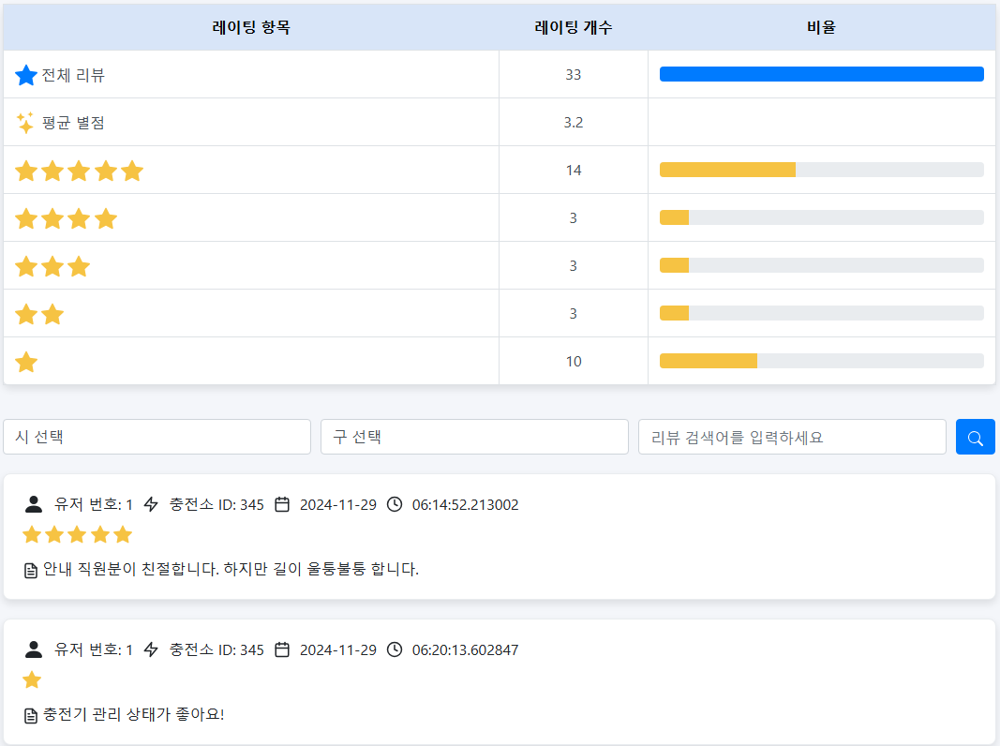 레이팅 항목 레이팅 개수 비율
전체 리뷰 33
평균 별점 3.2
14
3
3
3
10
시 선택 구 선택 리뷰 검색어를 입력하세요
유저 번호: 1 충전소 ID: 345 2024-11-29 06:14:52.213002
안내 직원분이 친절합니다. 하지만 길이 울퉁불퉁 합니다.
유저 번호: 1 충전소 ID: 345 2024-11-29 06:20:13.602847
충전기 관리 상태가 좋아요!